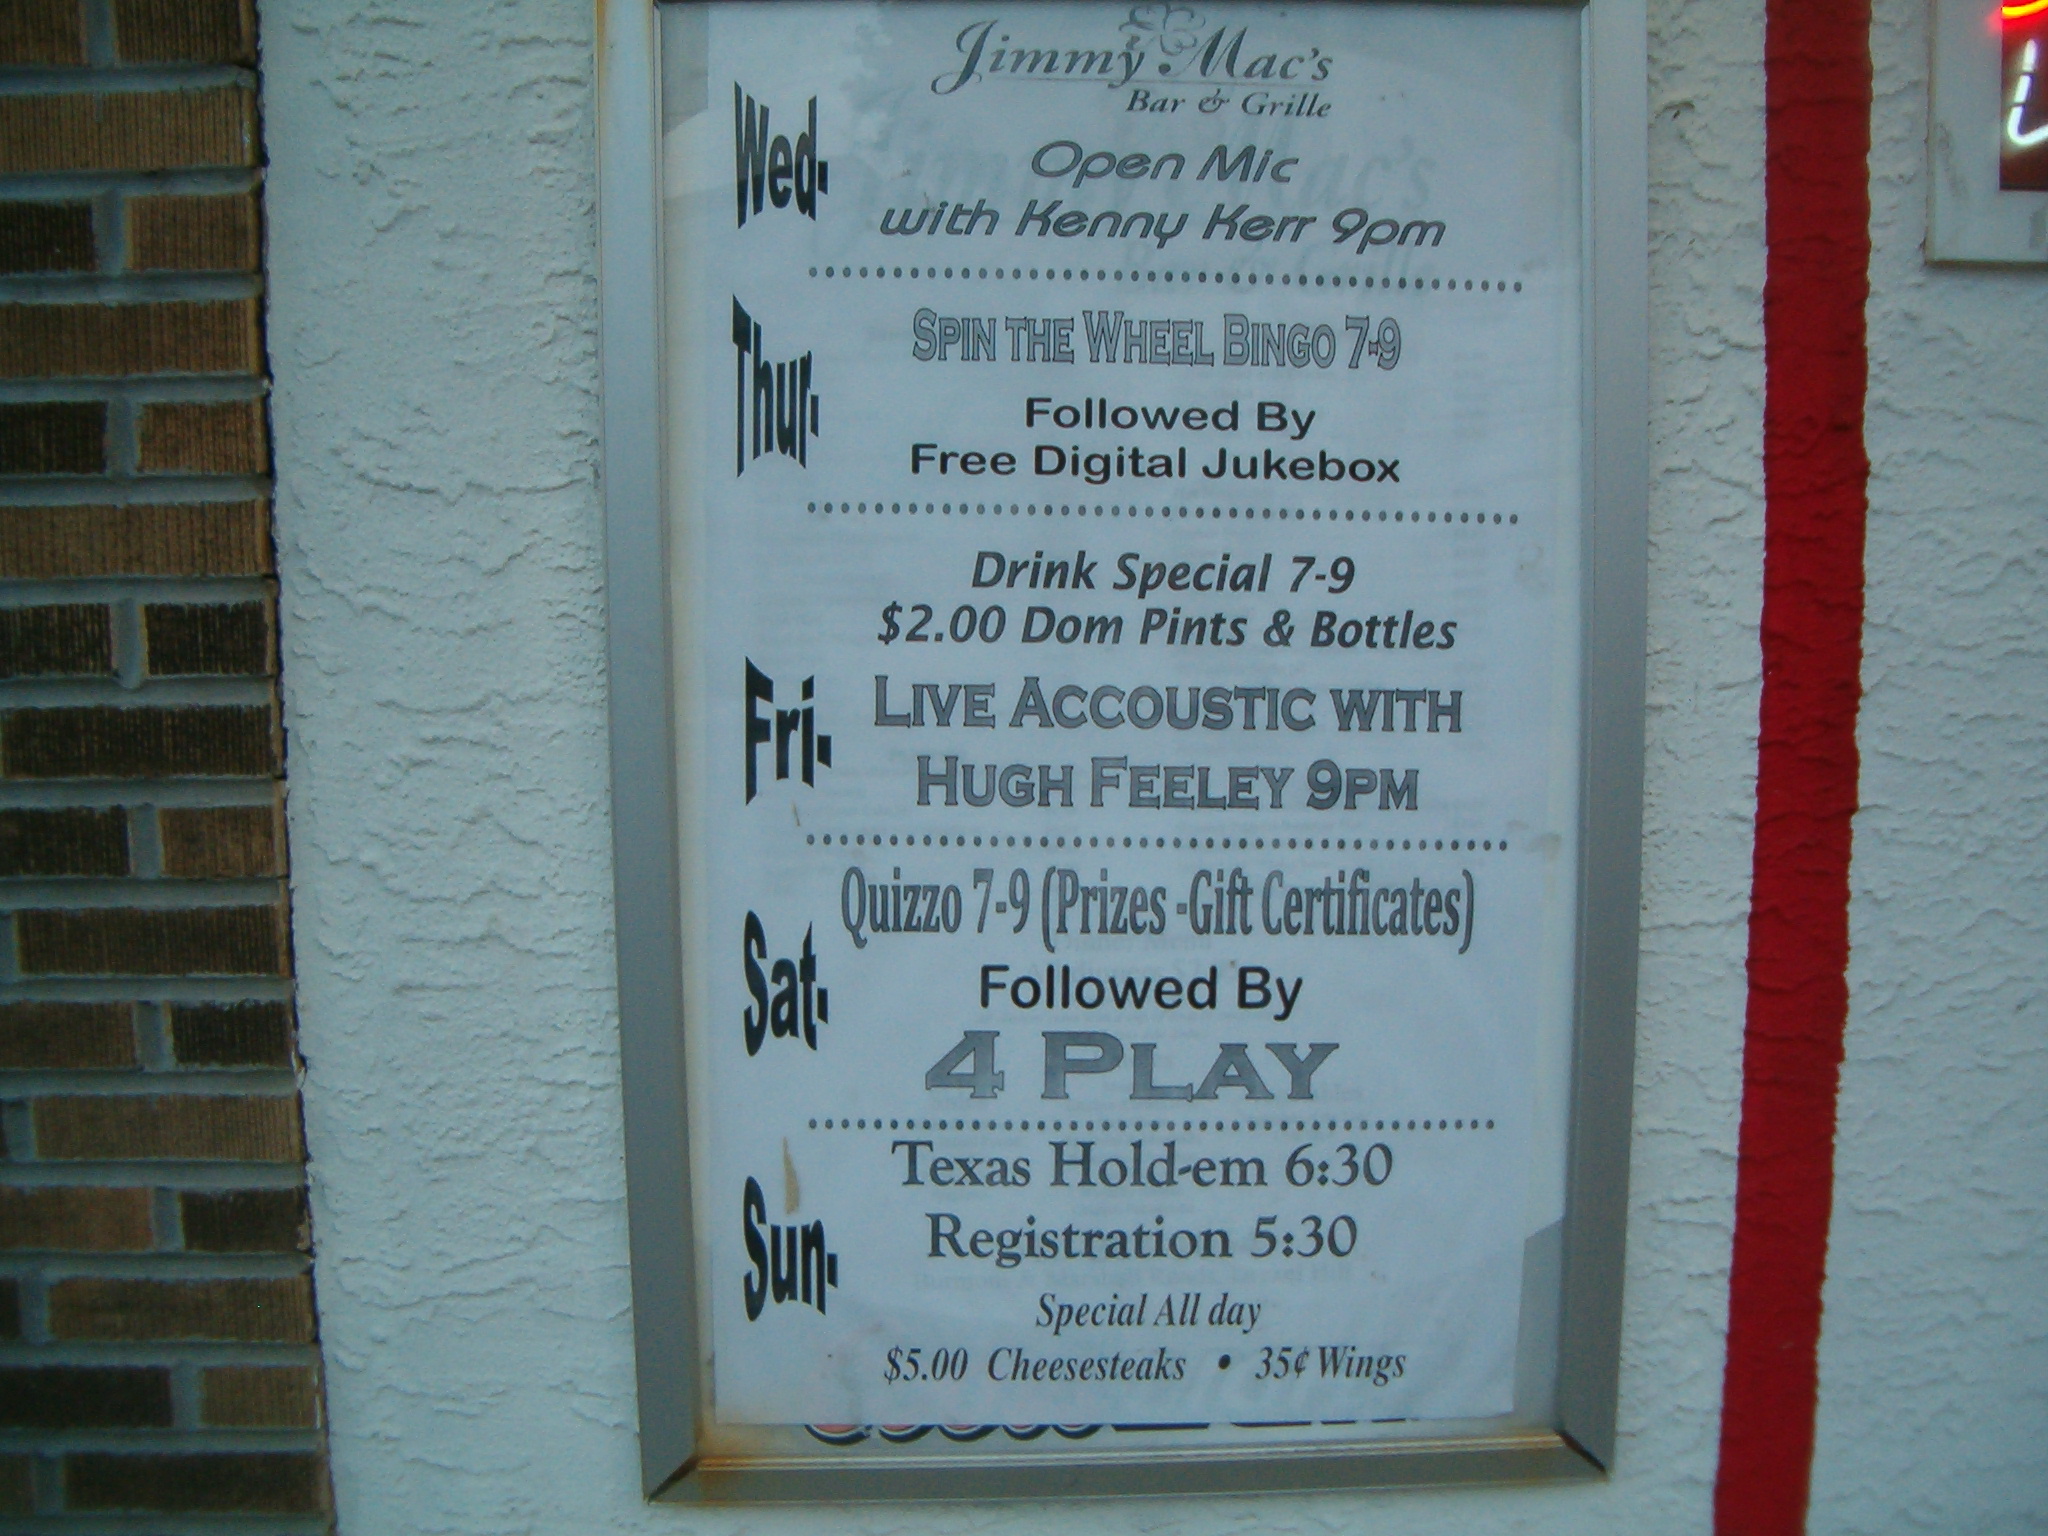 Jimmy Mac's
Bar & Grille
Wed-
Open Mic
with Kenny Kerr 9pm
Thur-
SPIN THE WHEEL BINGO 7-9
Followed By
Free Digital Jukebox
Drink Special 7-9
$2.00 Dom Pints & Bottles
Fri-
LIVE ACCOUSTIC WITH
HUGH FEELEY 9PM
Sat-
Quizzo 7-9 (Prizes -Gift Certificates)
Followed By
4 PLAY
Sun-
Texas Hold-em 6:30
Registration 5:30
Special All day
$5.00 Cheesesteaks • 35¢ Wings